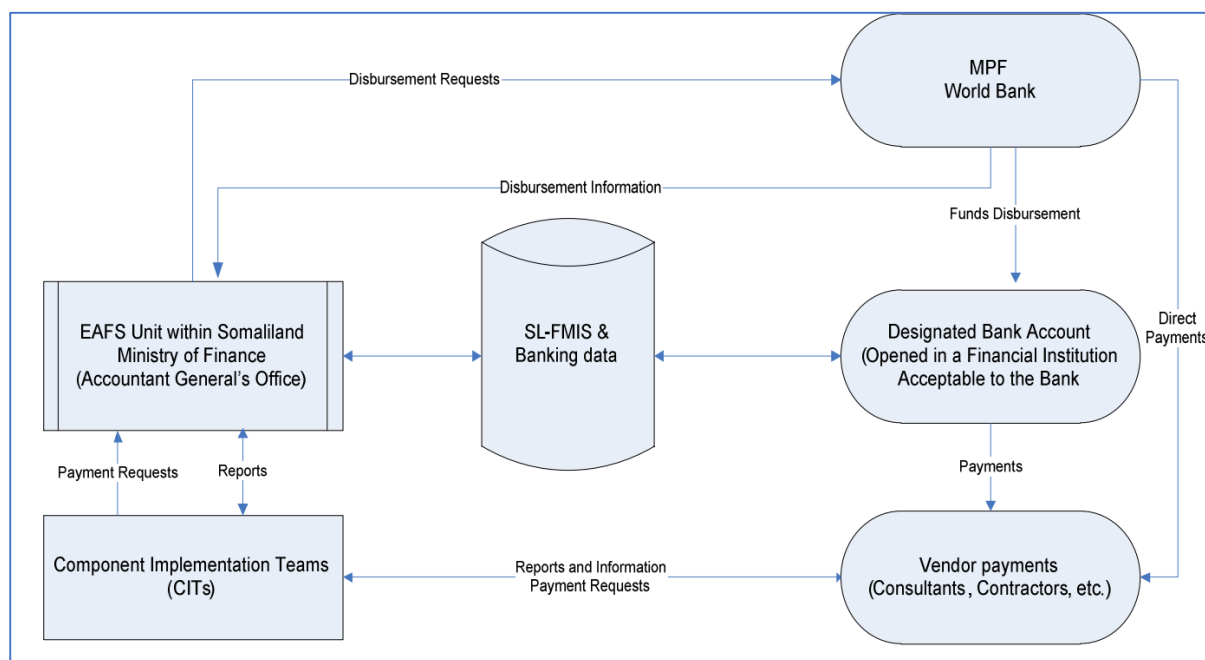 Disbursement Requests
MPF
World Bank
Disbursement Information
Funds Disbursement
EAFS Unit within Somaliland
Ministry of Finance
(Accountant General's Office)
SL-FMIS &
Banking data
Designated Bank Account
(Opened in a Financial Institution
Acceptable to the Bank
Direct
Payments
Payment Requests
Reports
Payments
Component Implementation Teams
(CITs)
Reports and Information
Payment Requests
Vendor payments
(Consultants, Contractors, etc.)